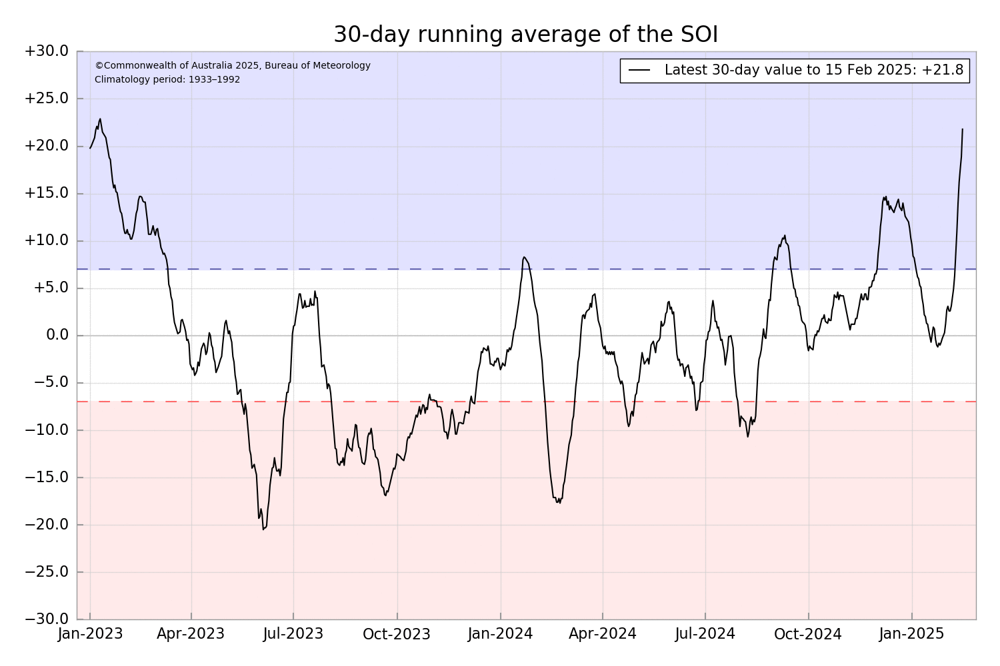 30-day running average of the SOI
+30.0
©Commonwealth of Australia 2025, Bureau of Meteorology
Climatology period: 1933–1992
Latest 30-day value to 15 Feb 2025: +21.8
+25.0
+20.0
+15.0
+10.0
+5.0
0.0
−5.0
−10.0
−15.0
−20.0
−25.0
−30.0
Jan-2023 Apr-2023 Jul-2023 Oct-2023 Jan-2024 Apr-2024 Jul-2024 Oct-2024 Jan-2025